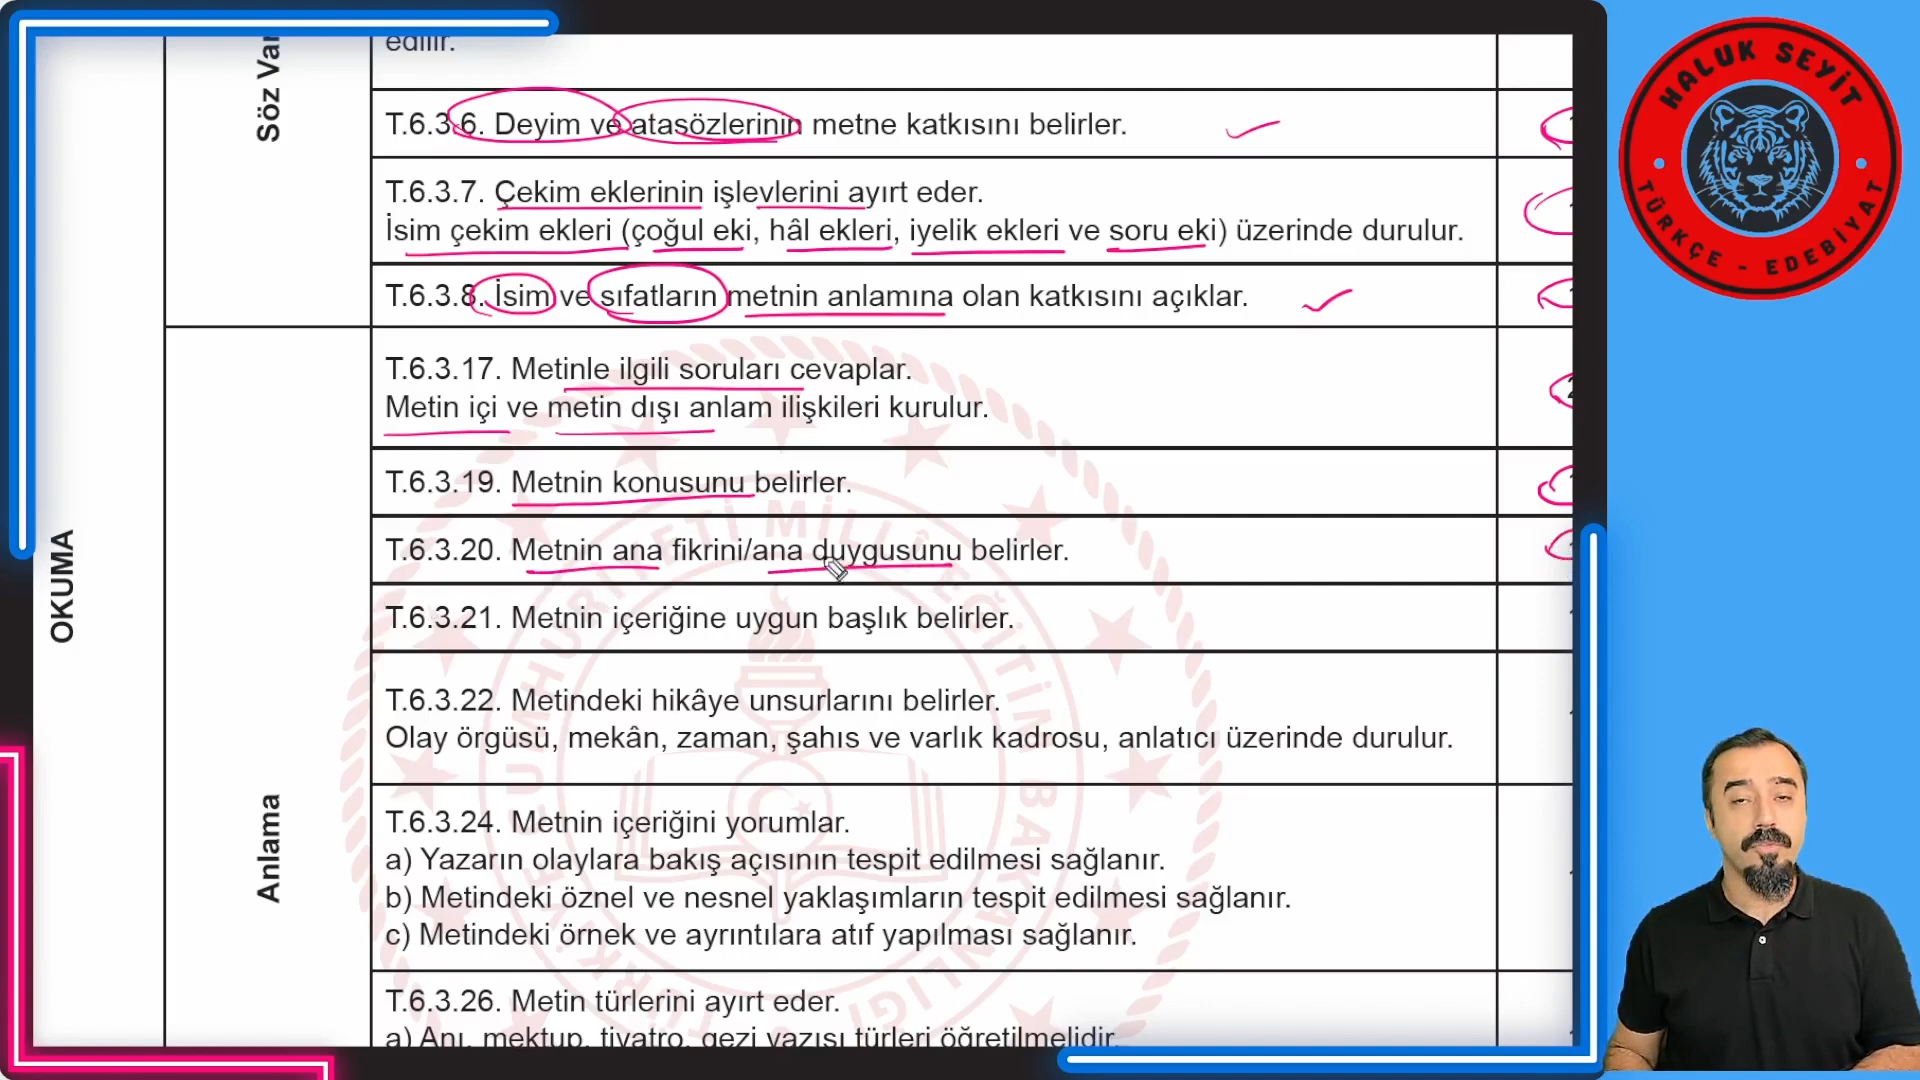 edilir.
Söz Var
T.6.3.6. Deyim ve atasözlerinin metne katkısını belirler.
T.6.3.7. Çekim eklerinin işlevlerini ayırt eder.
İsim çekim ekleri (çoğul eki, hâl ekleri, iyelik ekleri ve soru eki) üzerinde durulur.
T.6.3.8. İsim ve sıfatların metnin anlamına olan katkısını açıklar.
OKUMA
Anlama
T.6.3.17. Metinle ilgili soruları cevaplar.
Metin içi ve metin dışı anlam ilişkileri kurulur.
T.6.3.19. Metnin konusunu belirler.
T.6.3.20. Metnin ana fikrini/ana duygusunu belirler.
T.6.3.21. Metnin içeriğine uygun başlık belirler.
T.6.3.22. Metindeki hikâye unsurlarını belirler.
Olay örgüsü, mekân, zaman, şahıs ve varlık kadrosu, anlatıcı üzerinde durulur.
T.6.3.24. Metnin içeriğini yorumlar.
a) Yazarın olaylara bakış açısının tespit edilmesi sağlanır.
b) Metindeki öznel ve nesnel yaklaşımların tespit edilmesi sağlanır.
c) Metindeki örnek ve ayrıntılara atıf yapılması sağlanır.
T.6.3.26. Metin türlerini ayırt eder.
a) Anı, mektup, tiyatro, gezi yazısı türleri öğretilmelidir.
HALUK SEYİT
TÜRKÇE - EDEBİYAT